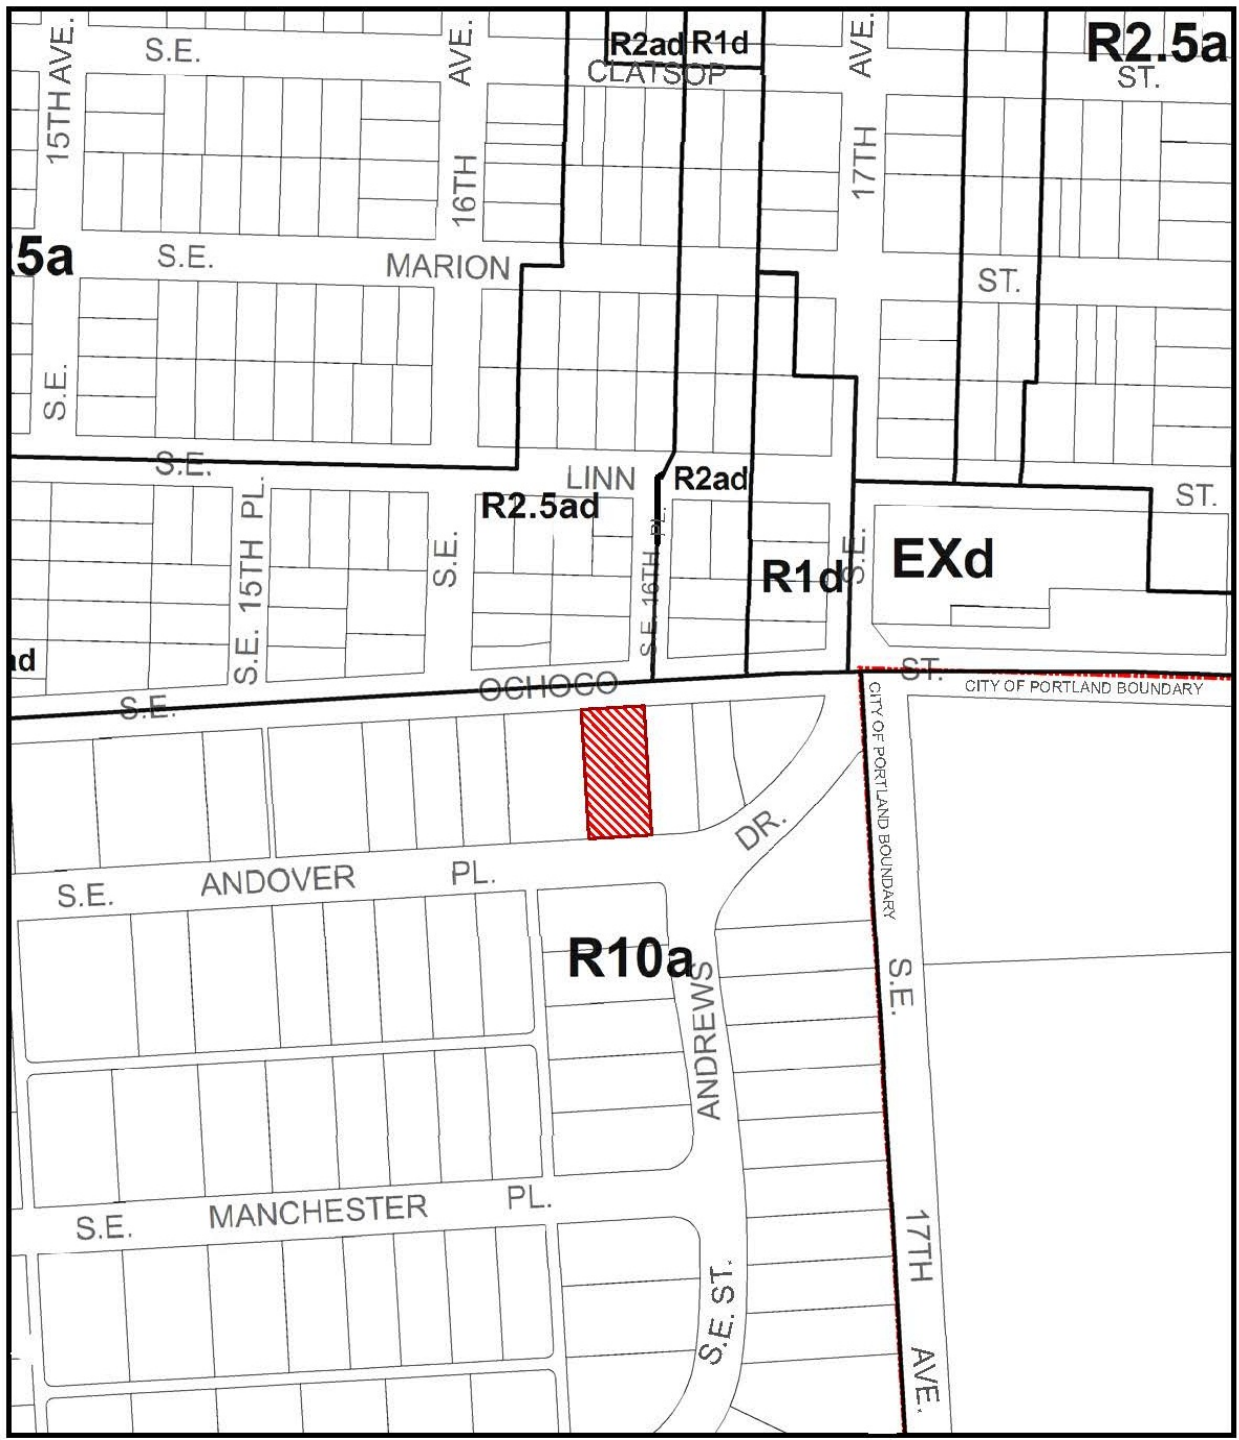 15TH AVE.
S.E.
AVE.
R2ad
R1d
CLATSOP
AVE.
R2.5a
ST.
16TH
17TH
R5a
S.E.
MARION
ST.
S.E.
S.E.
LINN
R2ad
ST.
R2.5ad
S.E. 15TH PL.
S.E.
S.E. 16TH PL.
R1d
S.E.
EXd
ad
S.E.
OCHOCO
ST.
CITY OF PORTLAND BOUNDARY
CITY OF PORTLAND BOUNDARY
DR.
S.E.
ANDOVER
PL.
R10a
ANDREWS
S.E.
S.E.
MANCHESTER
PL.
17TH
S.E. ST.
AVE.